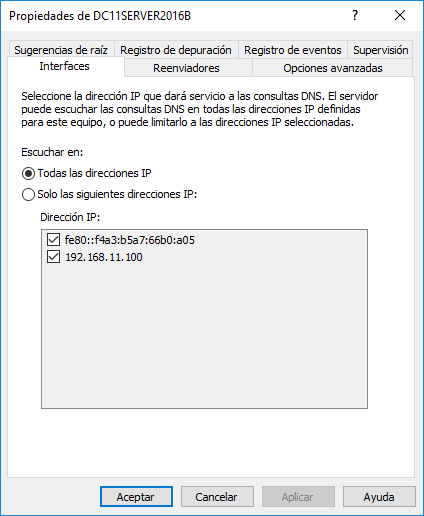 Propiedades de DC11SERVER2016B
Sugerencias de raíz Registro de depuración Registro de eventos Supervisión
Interfaces Reenviadores Opciones avanzadas
Seleccione la dirección IP que dará servicio a las consultas DNS. El servidor
puede escuchar las consultas DNS en todas las direcciones IP definidas
para este equipo, o puede limitarlo a las direcciones IP seleccionadas.
Escuchar en:
Todas las direcciones IP
Solo las siguientes direcciones IP:
Dirección IP:
fe80::f4a3:b5a7:66b0:a05
192.168.11.100
Aceptar Cancelar Aplicar Ayuda